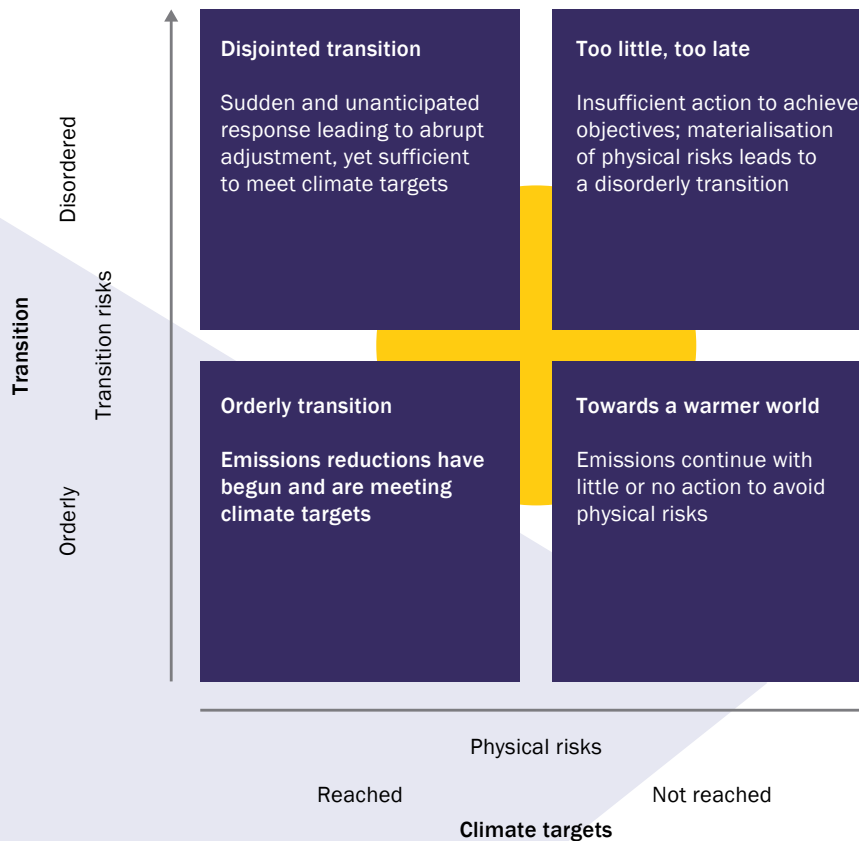 Disjointed transition
Sudden and unanticipated
response leading to abrupt
adjustment, yet sufficient
to meet climate targets
Too little, too late
Insufficient action to achieve
objectives; materialisation
of physical risks leads to
a disorderly transition
Disordered
Transition risks
Transition
Orderly
Orderly transition
Emissions reductions have
begun and are meeting
climate targets
Towards a warmer world
Emissions continue with
little or no action to avoid
physical risks
Physical risks
Reached
Not reached
Climate targets